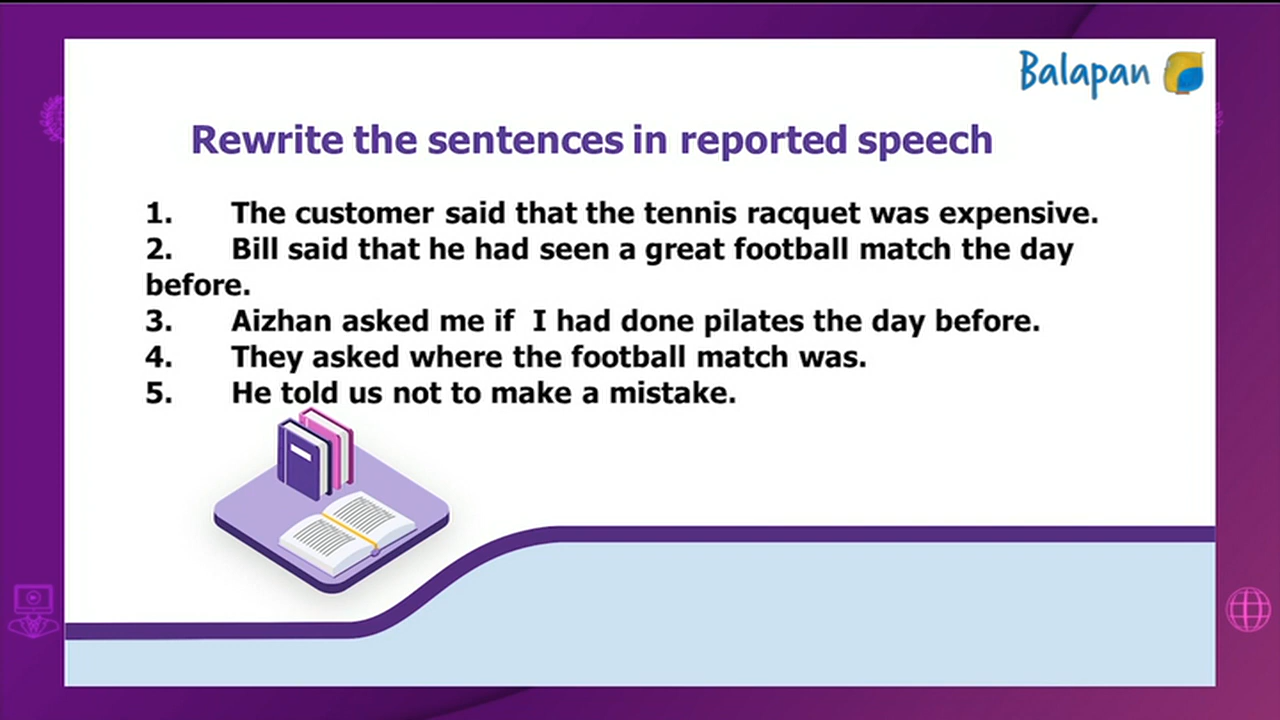 Balapan
Rewrite the sentences in reported speech
1. The customer said that the tennis racquet was expensive.
2. Bill said that he had seen a great football match the day
before.
3. Aizhan asked me if I had done pilates the day before.
4. They asked where the football match was.
5. He told us not to make a mistake.